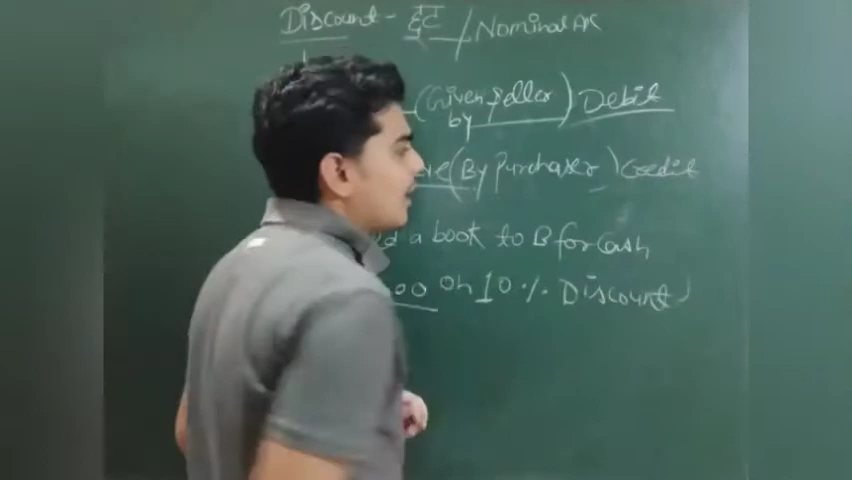 Discount - छूट / Nominal A/c
(Given by seller) Debit
(By Purchaser) Credit
a book to B for Cash
00 on 10 % Discount